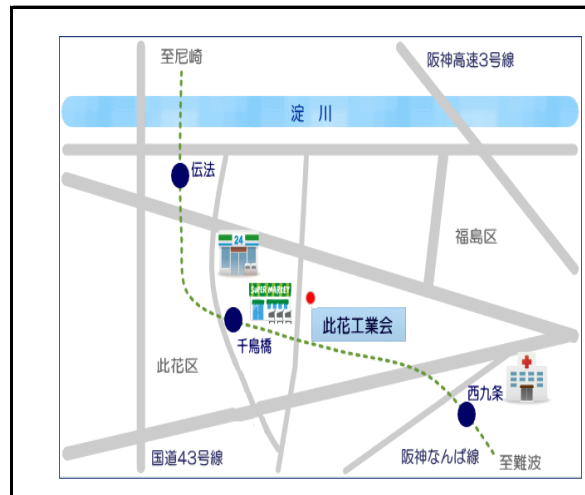 至尼崎
阪神高速3号線
淀 川
伝法
福島区
24
SUPER MARKET
此花工業会
千鳥橋
此花区
西九条
国道43号線
阪神なんば線
至難波